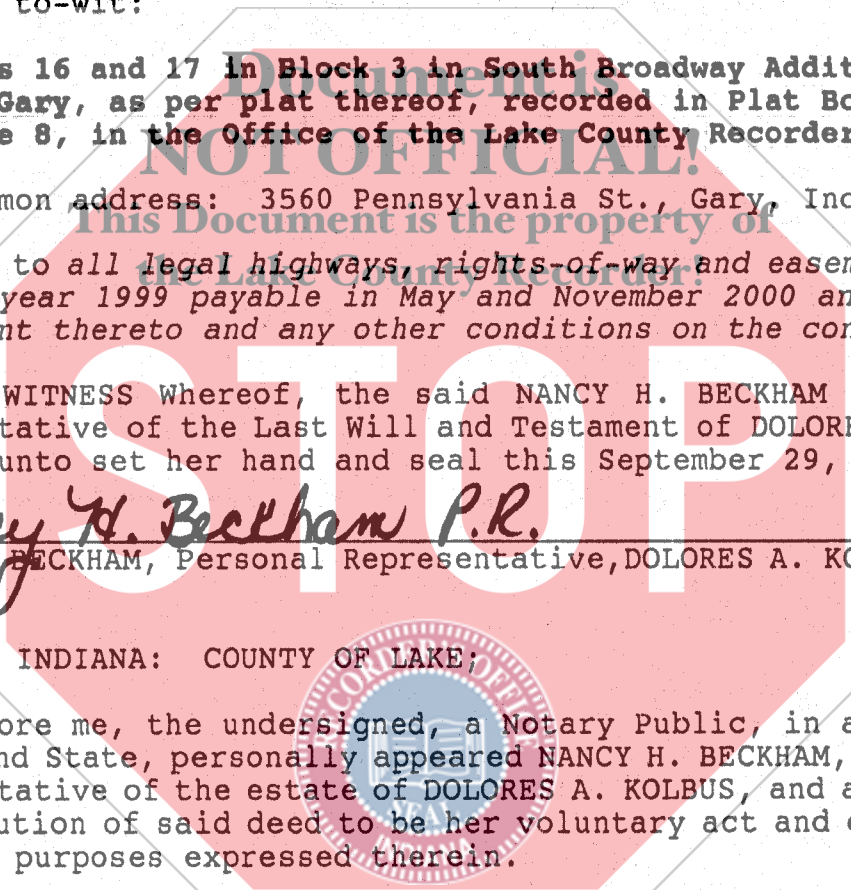 to-wit:
s 16 and 17 in Block 3 in South Broadway Addit
Gary, as per plat thereof, recorded in Plat Bo
e 8, in the Office of the Lake County Recorder
mon address: 3560 Pennsylvania St., Gary, Ind
to all legal highways, rights-of-way and easem
year 1999 payable in May and November 2000 an
nt thereto and any other conditions on the con
WITNESS Whereof, the said NANCY H. BECKHAM
tative of the Last Will and Testament of DOLORE
unto set her hand and seal this September 29,
y H. Beckham P.R.
BECKHAM, Personal Representative,DOLORES A. KO
INDIANA: COUNTY OF LAKE;
ore me, the undersigned, a Notary Public, in a
nd State, personally appeared NANCY H. BECKHAM,
tative of the estate of DOLORES A. KOLBUS, and a
ution of said deed to be her voluntary act and
purposes expressed therein.
Document is
NOT OFFICIAL!
This Document is the property of
the Lake County Recorder!
STOP
RECORDER'S OFFICE
SEAL
INDIANA